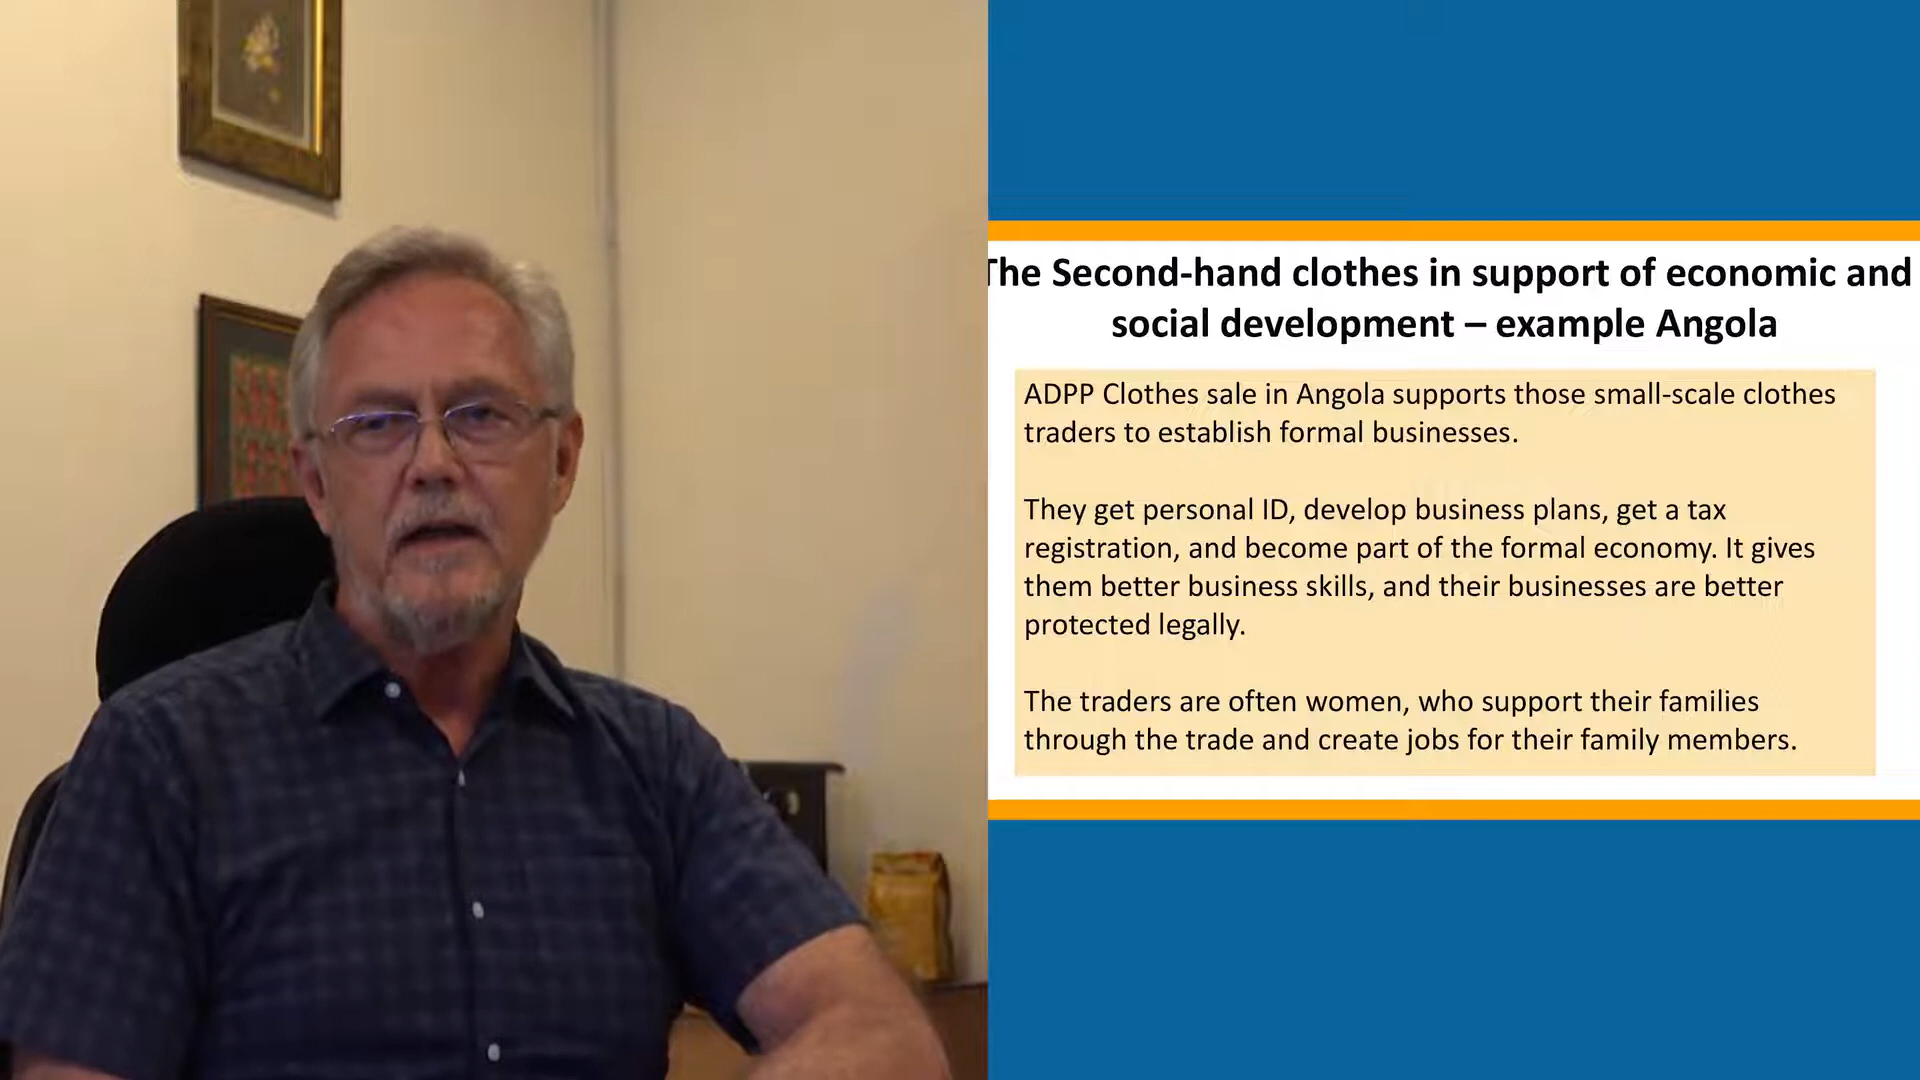 The Second-hand clothes in support of economic and
social development – example Angola
ADPP Clothes sale in Angola supports those small-scale clothes
traders to establish formal businesses.
They get personal ID, develop business plans, get a tax
registration, and become part of the formal economy. It gives
them better business skills, and their businesses are better
protected legally.
The traders are often women, who support their families
through the trade and create jobs for their family members.